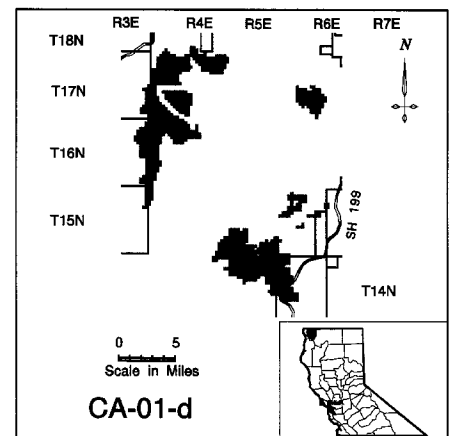 R3E R4E R5E R6E R7E
T18N
N
T17N
T16N
T15N
SH 199
T14N
0 5
Scale in Miles
CA-01-d